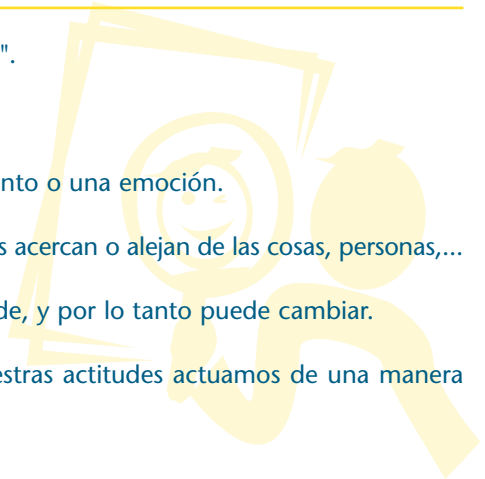 ".
nto o una emoción.
s acercan o alejan de las cosas, personas,...
de, y por lo tanto puede cambiar.
estras actitudes actuamos de una manera